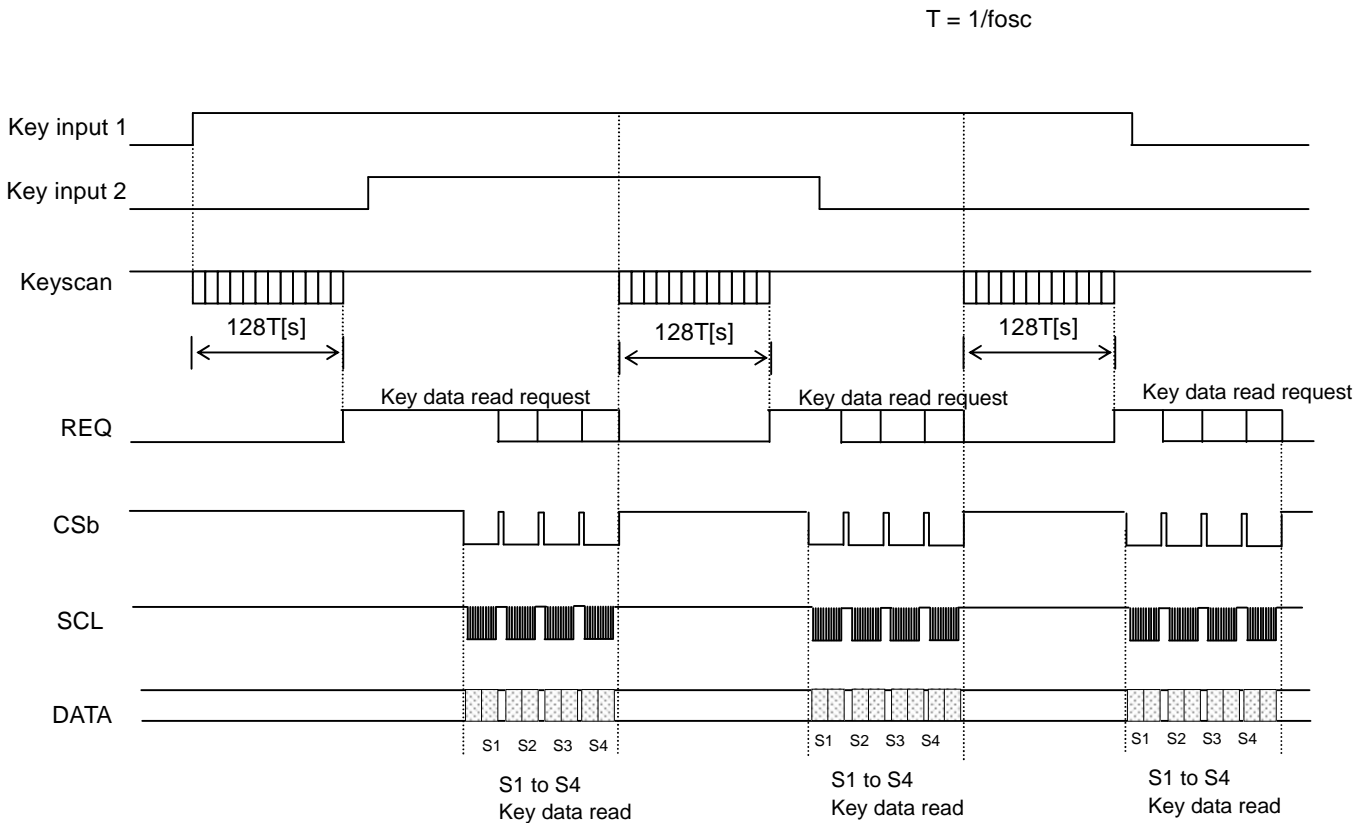 T = 1/fosc
Key input 1
Key input 2
Keyscan
128T[s]
128T[s]
128T[s]
Key data read request
Key data read request
Key data read request
REQ
CSb
SCL
DATA
S1 S2 S3 S4
S1 S2 S3 S4
S1 S2 S3 S4
S1 to S4
Key data read
S1 to S4
Key data read
S1 to S4
Key data read